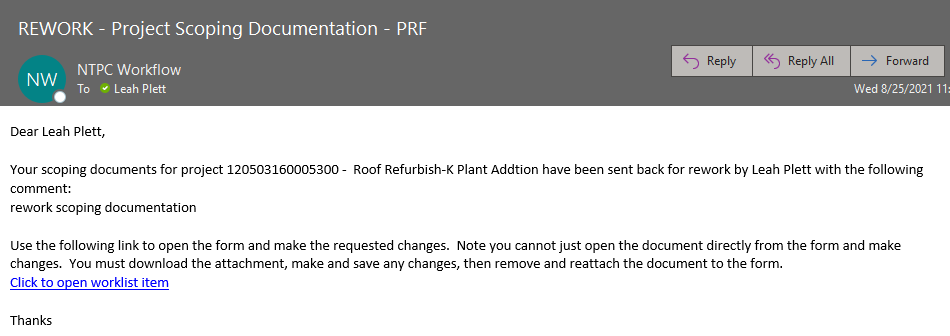 REWORK - Project Scoping Documentation - PRF
NW
NTPC Workflow
To Leah Plett
Reply
Reply All
Forward
Wed 8/25/2021 11:
Dear Leah Plett,
Your scoping documents for project 120503160005300 - Roof Refurbish-K Plant Addtion have been sent back for rework by Leah Plett with the following
comment:
rework scoping documentation
Use the following link to open the form and make the requested changes. Note you cannot just open the document directly from the form and make
changes. You must download the attachment, make and save any changes, then remove and reattach the document to the form.
Click to open worklist item
Thanks